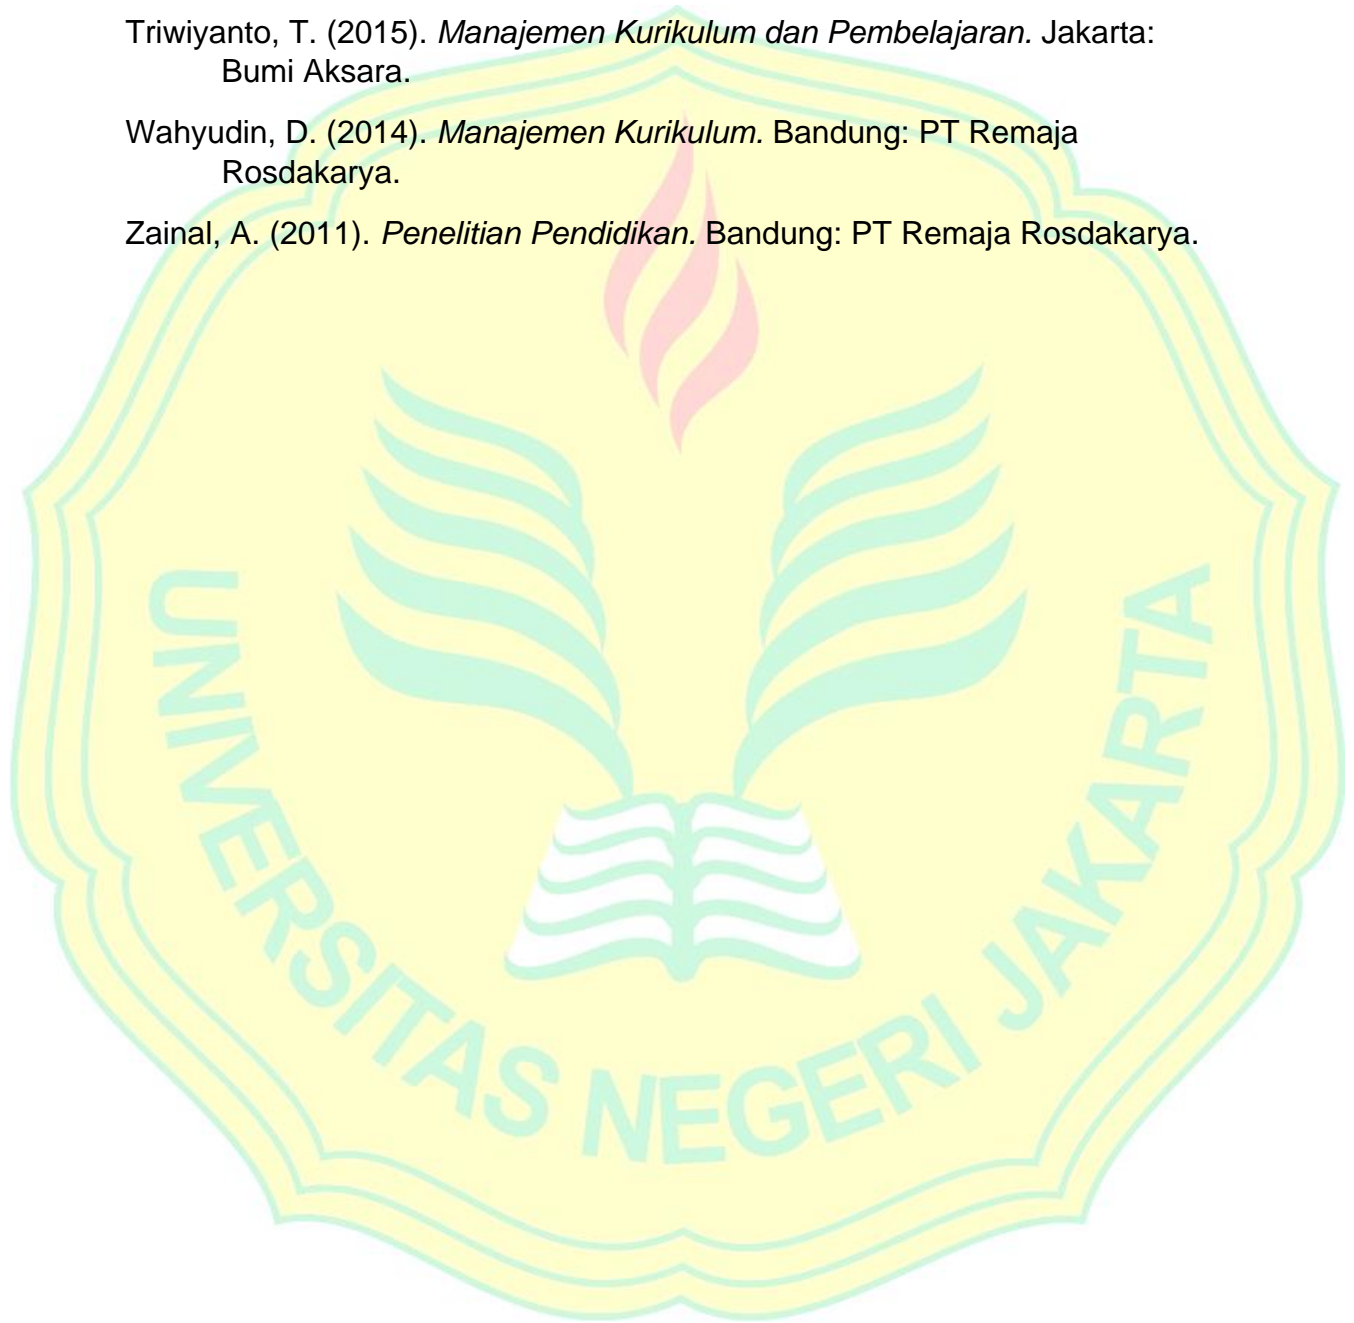 Triwiyanto, T. (2015). Manajemen Kurikulum dan Pembelajaran. Jakarta:
Bumi Aksara.
Wahyudin, D. (2014). Manajemen Kurikulum. Bandung: PT Remaja
Rosdakarya.
Zainal, A. (2011). Penelitian Pendidikan. Bandung: PT Remaja Rosdakarya.
UNIVERSITAS NEGERI JAKARTA